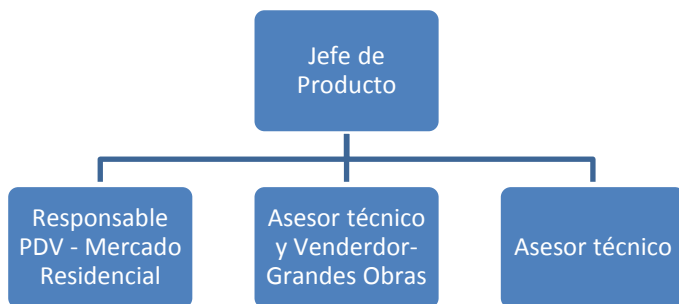 Jefe de
Producto
Responsable
PDV - Mercado
Residencial
Asesor técnico
y Venderdor-
Grandes Obras
Asesor técnico